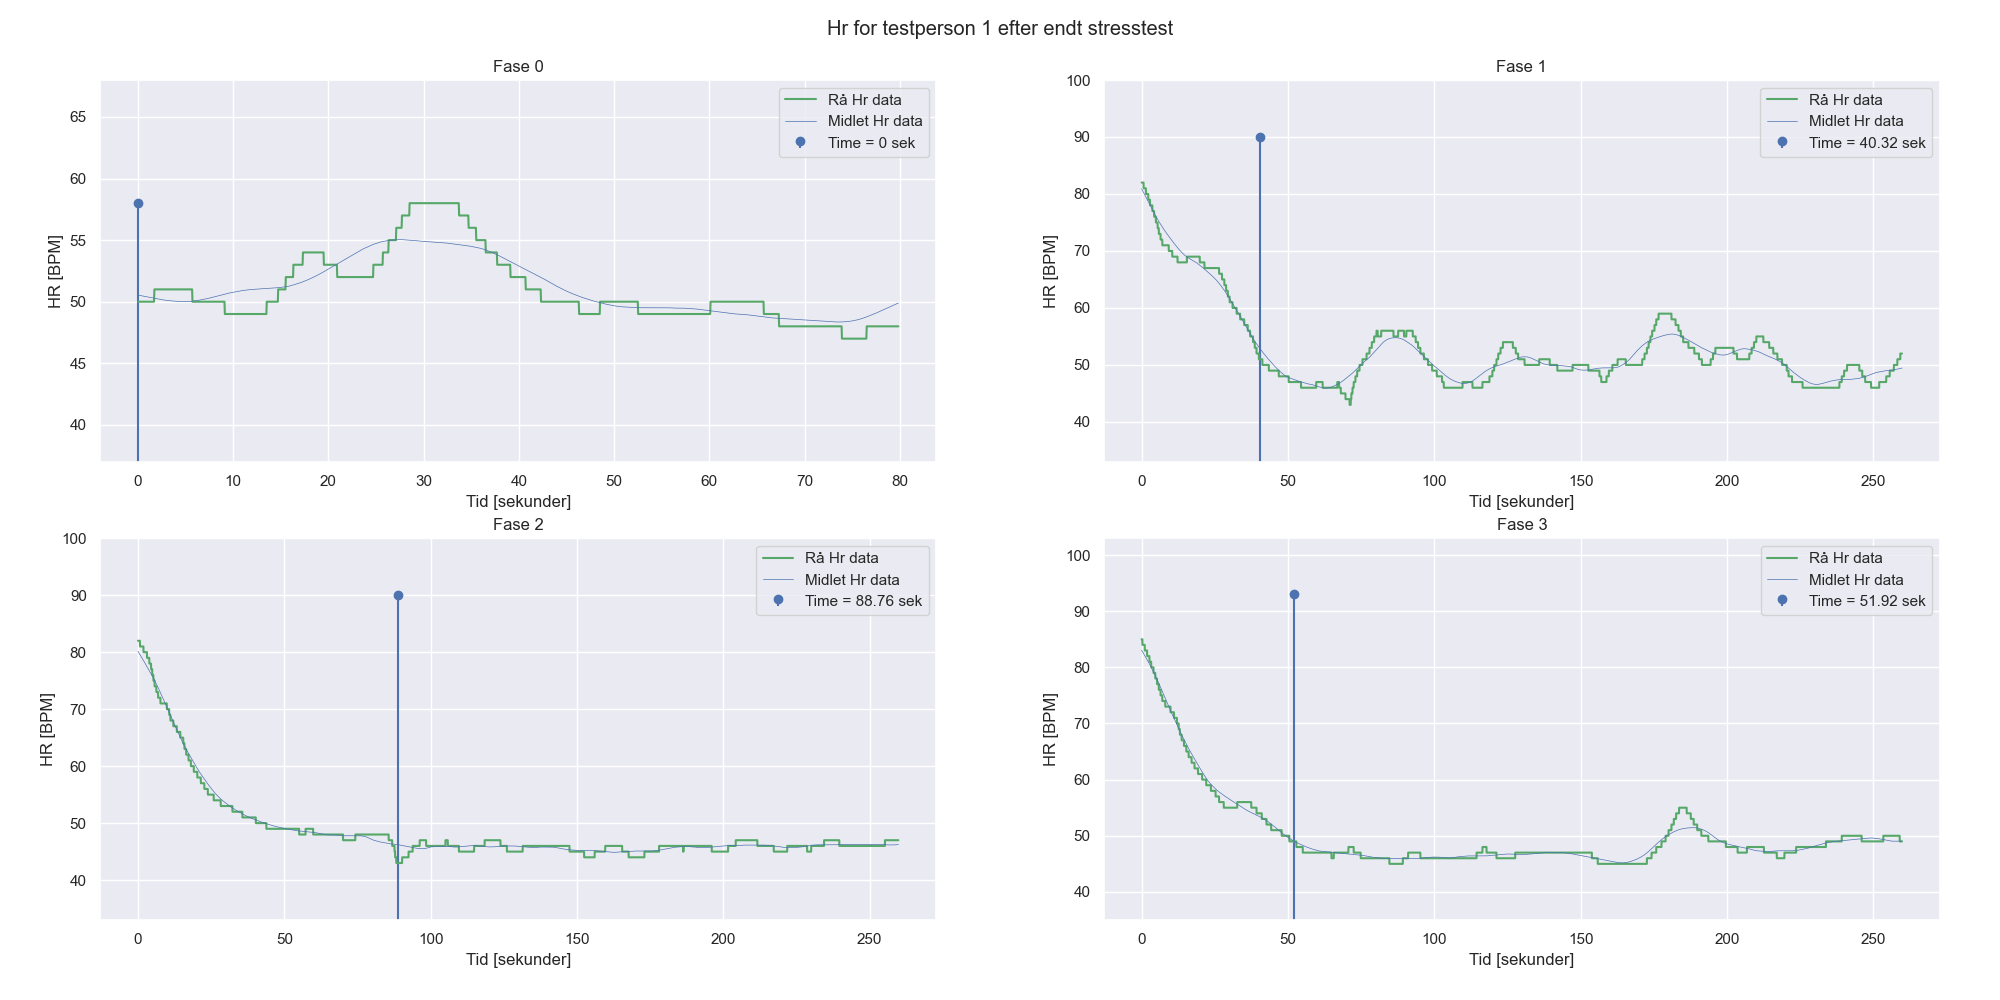 Hr for testperson 1 efter endt stresstest
Fase 0
HR [BPM]
65
60
55
50
45
40
Rå Hr data
Midlet Hr data
Time = 0 sek
0 10 20 30 40 50 60 70 80
Tid [sekunder]
Fase 1
HR [BPM]
100
90
80
70
60
50
40
Rå Hr data
Midlet Hr data
Time = 40.32 sek
0 50 100 150 200 250
Tid [sekunder]
Fase 2
HR [BPM]
100
90
80
70
60
50
40
Rå Hr data
Midlet Hr data
Time = 88.76 sek
0 50 100 150 200 250
Tid [sekunder]
Fase 3
HR [BPM]
100
90
80
70
60
50
40
Rå Hr data
Midlet Hr data
Time = 51.92 sek
0 50 100 150 200 250
Tid [sekunder]